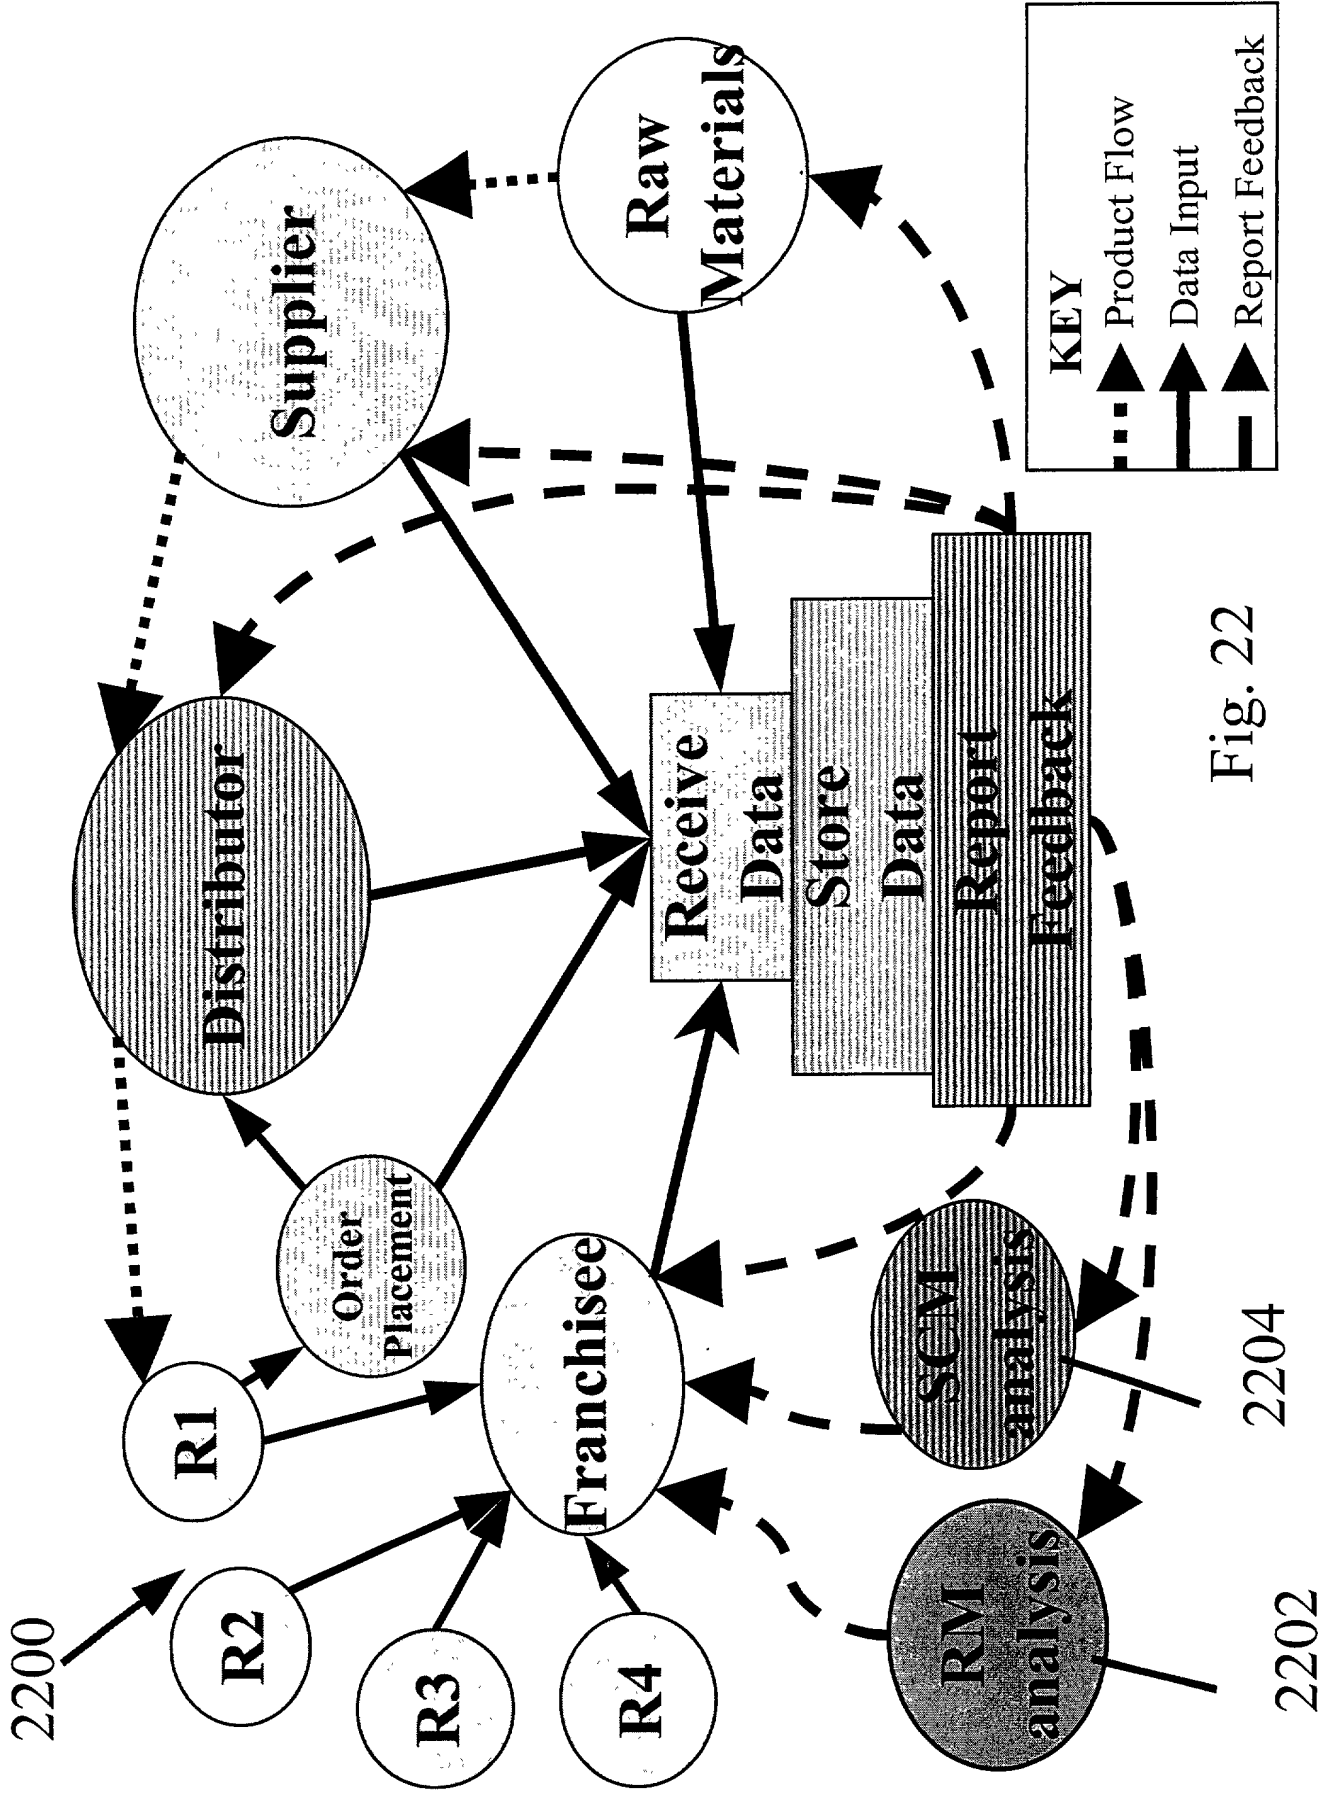 2200
R1
R2
R3
R4
Order
Placement
Distributor
Supplier
Raw
Materials
Franchisee
Receive
Data
Store
Data
Report
Feedback
RM
analysis
SCM
analysis
2202
2204
KEY
Product Flow
Data Input
Report Feedback
Fig. 22